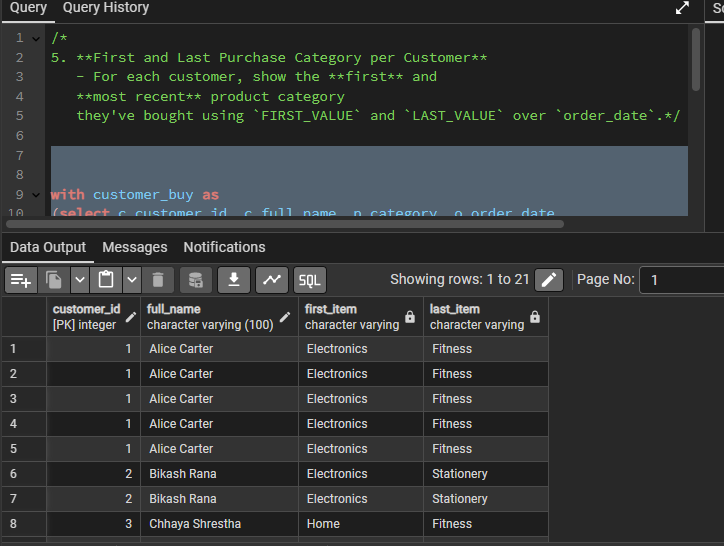 Query Query History
1 /*
2 5. **First and Last Purchase Category per Customer**
3 - For each customer, show the **first** and
4 **most recent** product category
5 they've bought using `FIRST_VALUE` and `LAST_VALUE` over `order_date`.*/
6
7
8
9 with customer_buy as
10 (select c.customer_id, c.full_name, p.category, o.order_date
Data Output Messages Notifications
SQL Showing rows: 1 to 21 Page No: 1
customer_id full_name first_item last_item
[PK] integer character varying (100) character varying character varying
1 1 Alice Carter Electronics Fitness
2 1 Alice Carter Electronics Fitness
3 1 Alice Carter Electronics Fitness
4 1 Alice Carter Electronics Fitness
5 1 Alice Carter Electronics Fitness
6 2 Bikash Rana Electronics Stationery
7 2 Bikash Rana Electronics Stationery
8 3 Chhaya Shrestha Home Fitness